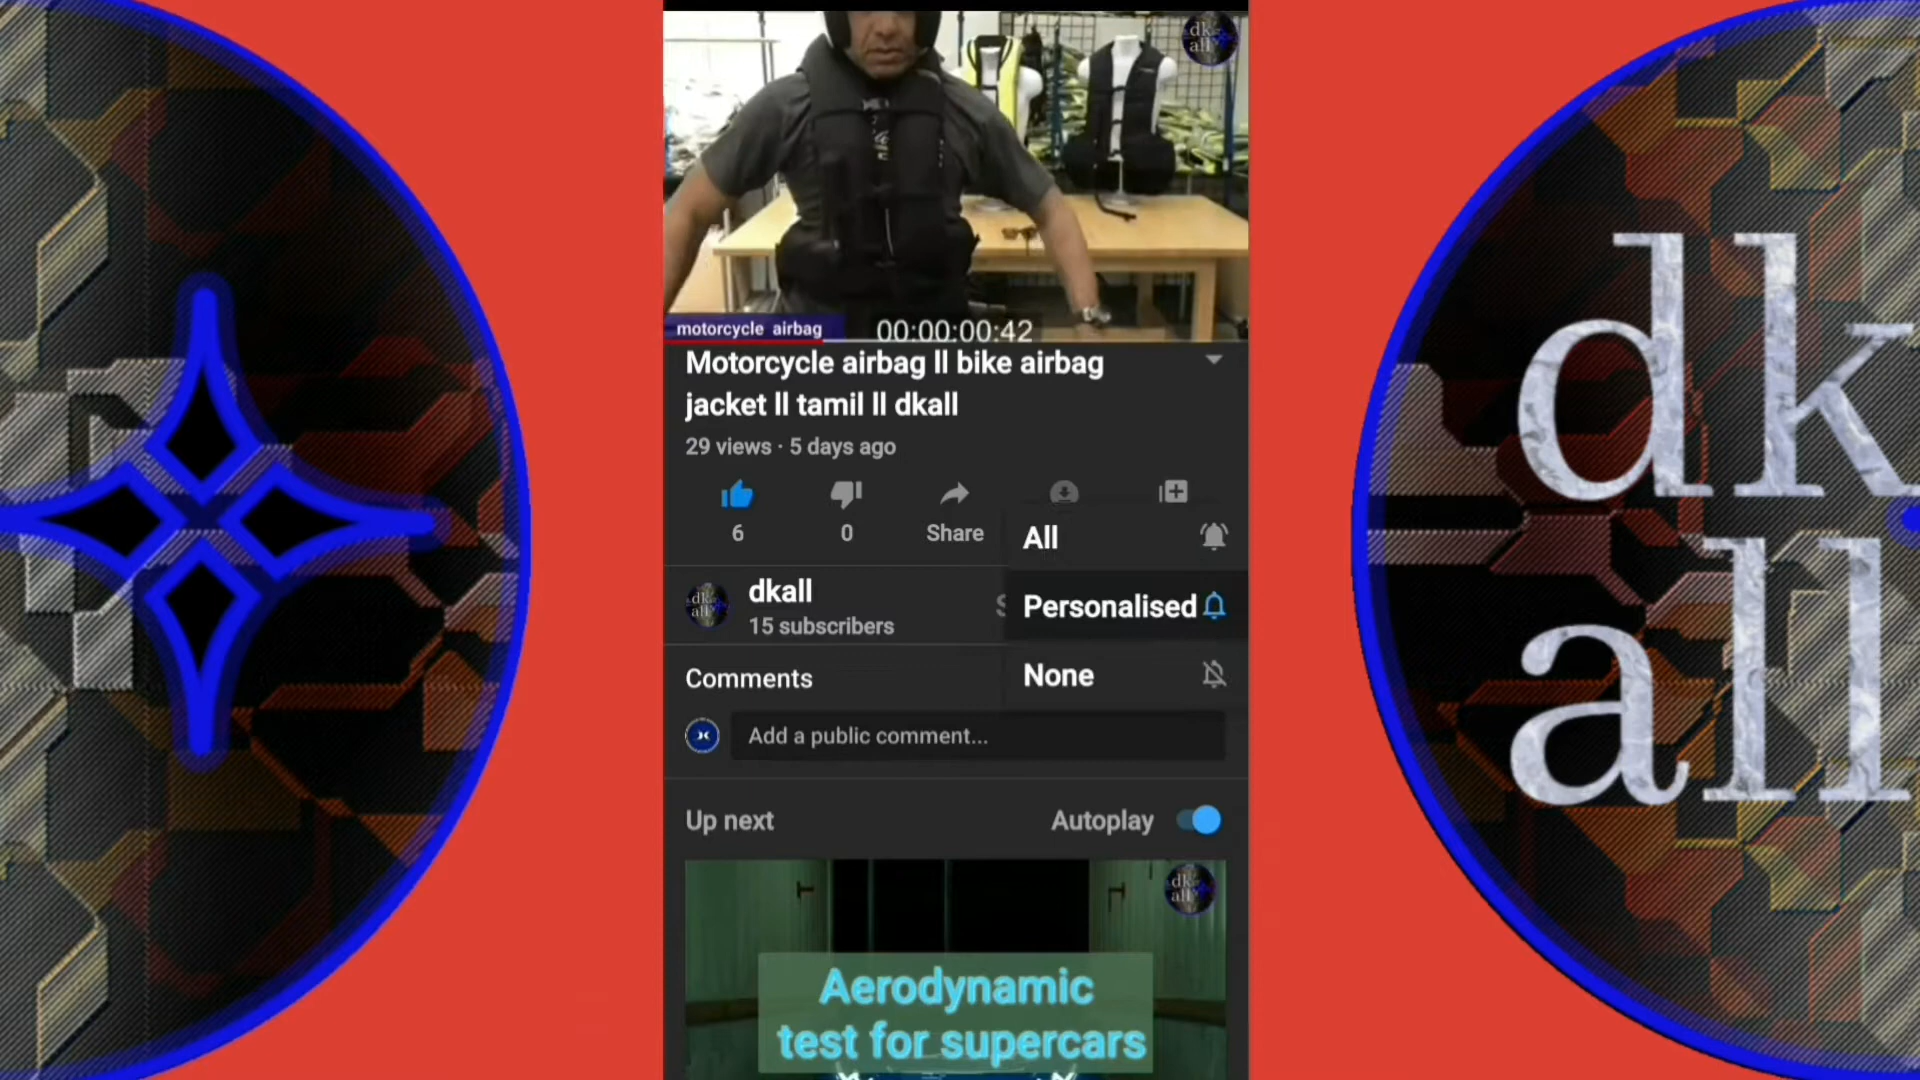 dk
all
motorcycle airbag
00:00:00:42
Motorcycle airbag ll bike airbag
jacket ll tamil ll dkall
29 views · 5 days ago
6
0
Share
All
dkall
15 subscribers
S
Personalised
None
Comments
Add a public comment...
Up next
Autoplay
dk
all
Aerodynamic
test for supercars
dk
all